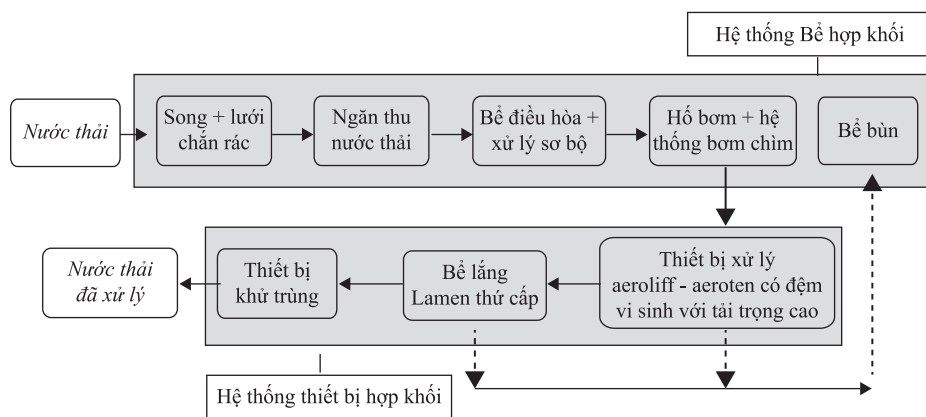 Hệ thống Bể hợp khối
Nước thải
Song + lưới
chắn rác
Ngăn thu
nước thải
Bể điều hòa +
xử lý sơ bộ
Hố bơm + hệ
thống bơm chìm
Bể bùn
Nước thải
đã xử lý
Thiết bị
khử trùng
Bể lắng
Lamen thứ cấp
Thiết bị xử lý
aeroliff - aeroten có đệm
vi sinh với tải trọng cao
Hệ thống thiết bị hợp khối